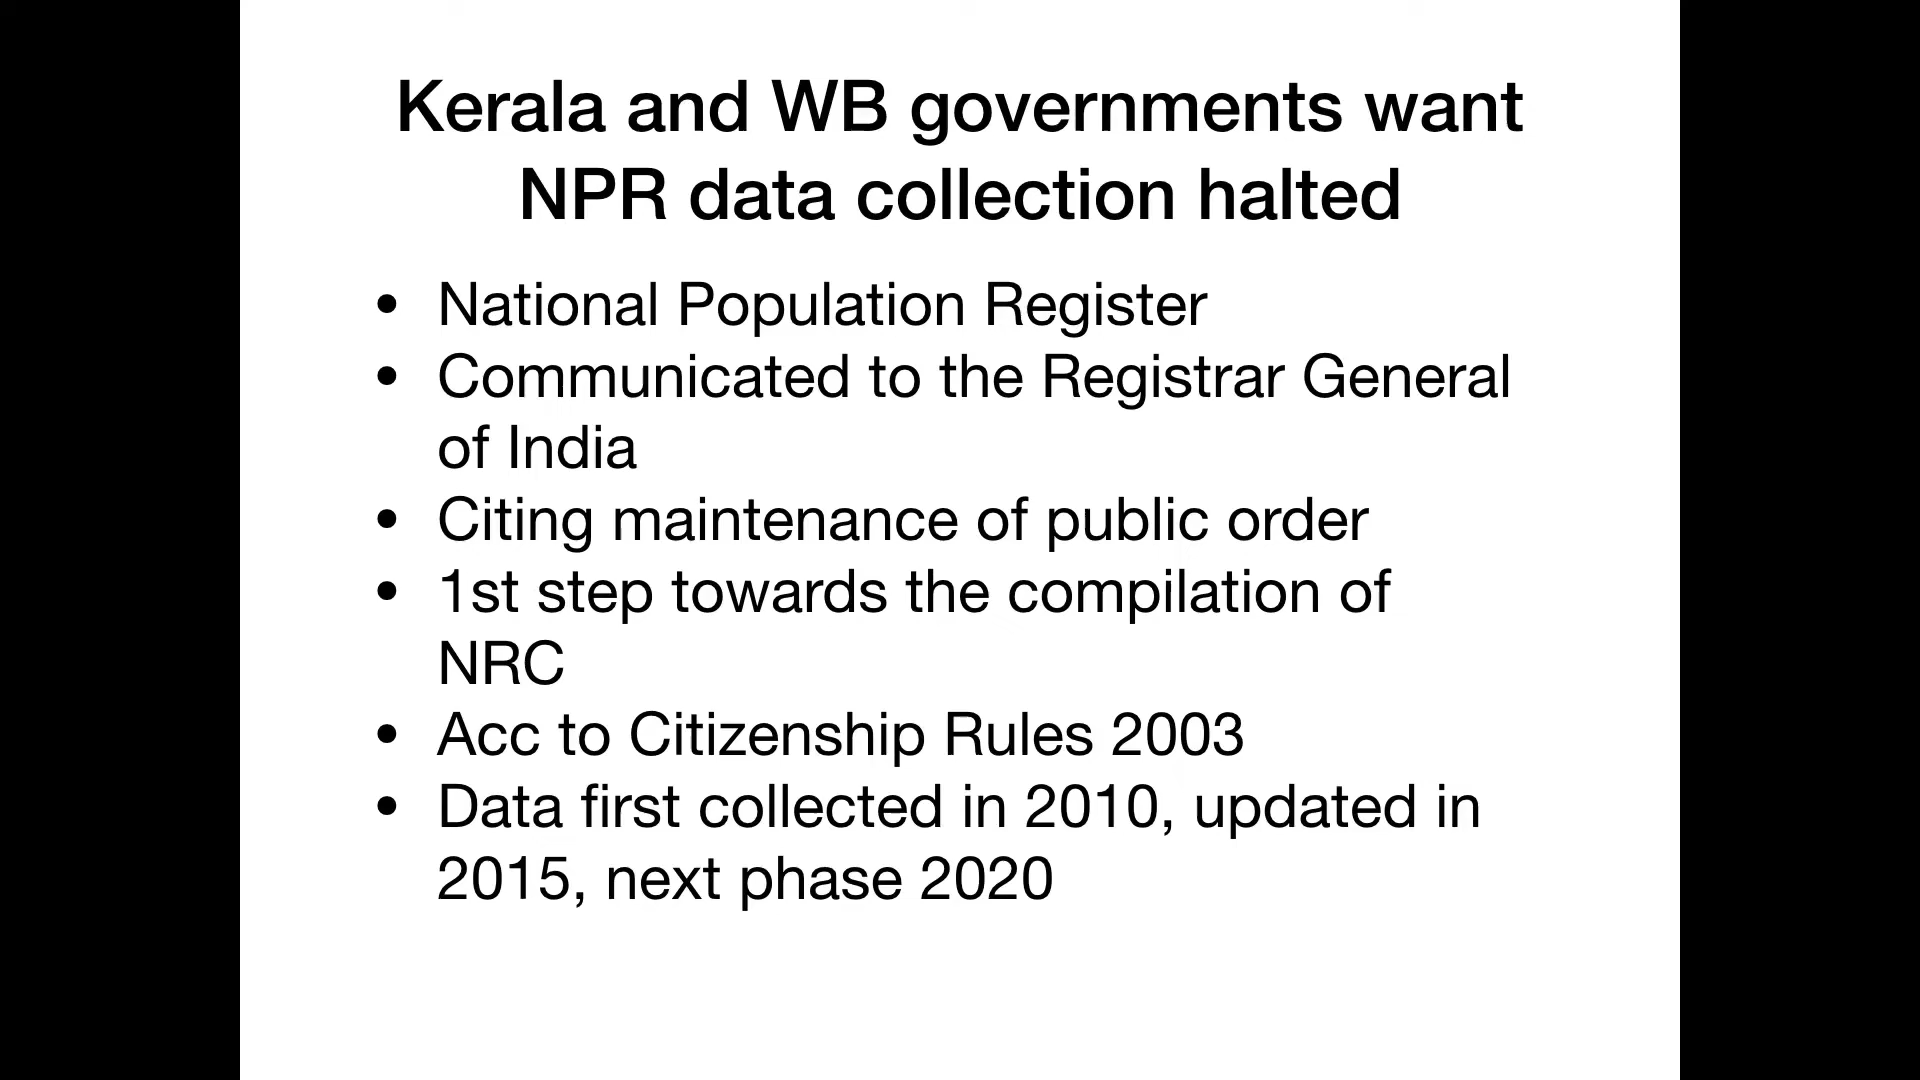 Kerala and WB governments want
NPR data collection halted
• National Population Register
• Communicated to the Registrar General
of India
• Citing maintenance of public order
• 1st step towards the compilation of
NRC
• Acc to Citizenship Rules 2003
• Data first collected in 2010, updated in
2015, next phase 2020